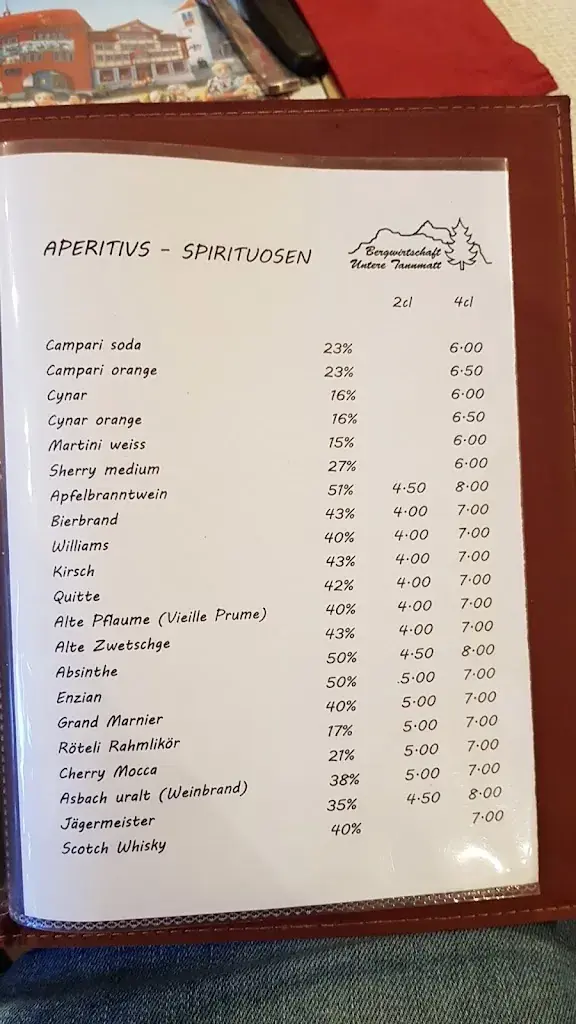 APERITIVS - SPIRITUOSEN
Bergwirtschaft
Untere Tannmatt
2cl 4cl
Campari soda 23% 6.00
Campari orange 23% 6.50
Cynar 16% 6.00
Cynar orange 16% 6.50
Martini weiss 15% 6.00
Sherry medium 27% 6.00
Apfelbranntwein 51% 4.50 8.00
Bierbrand 43% 4.00 7.00
Williams 40% 4.00 7.00
Kirsch 43% 4.00 7.00
Quitte 42% 4.00 7.00
Alte Pflaume (Vieille Prume) 40% 4.00 7.00
Alte Zwetschge 43% 4.00 7.00
Absinthe 50% 4.50 8.00
Enzian 50% 5.00 7.00
Grand Marnier 40% 5.00 7.00
Röteli Rahmlikör 17% 5.00 7.00
Cherry Mocca 21% 5.00 7.00
Asbach uralt (Weinbrand) 38% 5.00 7.00
Jägermeister 35% 4.50 8.00
Scotch Whisky 40% 7.00